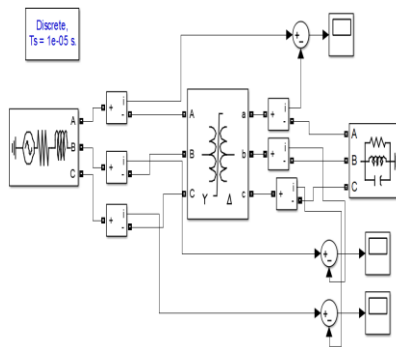 Discrete,
Ts = 1e-05 s.
A
B
C
i
-
+
i
-
+
i
-
+
A
B
C
Y
Δ
a
b
c
+
i
-
+
i
-
+
i
-
A
B
C
+
-
+
-
+
-